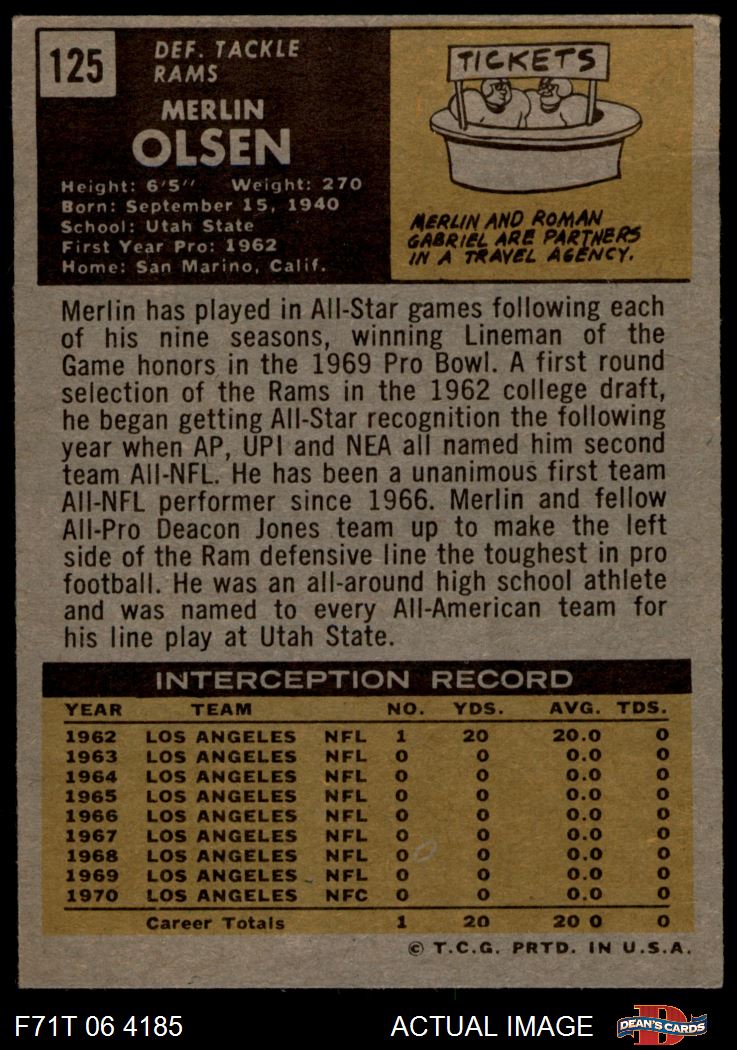 125
DEF. TACKLE
RAMS
MERLIN
OLSEN
Height: 6'5" Weight: 270
Born: September 15, 1940
School: Utah State
First Year Pro: 1962
Home: San Marino, Calif.
TICKETS
MERLIN AND ROMAN
GABRIEL ARE PARTNERS
IN A TRAVEL AGENCY.
Merlin has played in All-Star games following each
of his nine seasons, winning Lineman of the
Game honors in the 1969 Pro Bowl. A first round
selection of the Rams in the 1962 college draft,
he began getting All-Star recognition the following
year when AP, UPI and NEA all named him second
team All-NFL. He has been a unanimous first team
All-NFL performer since 1966. Merlin and fellow
All-Pro Deacon Jones team up to make the left
side of the Ram defensive line the toughest in pro
football. He was an all-around high school athlete
and was named to every All-American team for
his line play at Utah State.
INTERCEPTION RECORD
YEAR TEAM NO. YDS. AVG. TDS.
1962 LOS ANGELES NFL 1 20 20.0 0
1963 LOS ANGELES NFL 0 0 0.0 0
1964 LOS ANGELES NFL 0 0 0.0 0
1965 LOS ANGELES NFL 0 0 0.0 0
1966 LOS ANGELES NFL 0 0 0.0 0
1967 LOS ANGELES NFL 0 0 0.0 0
1968 LOS ANGELES NFL 0 0 0.0 0
1969 LOS ANGELES NFL 0 0 0.0 0
1970 LOS ANGELES NFC 0 0 0.0 0
Career Totals 1 20 20 0 0
© T.C.G. PRTD. IN U.S.A.
F71T 06 4185 ACTUAL IMAGE D DEAN'S CARDS